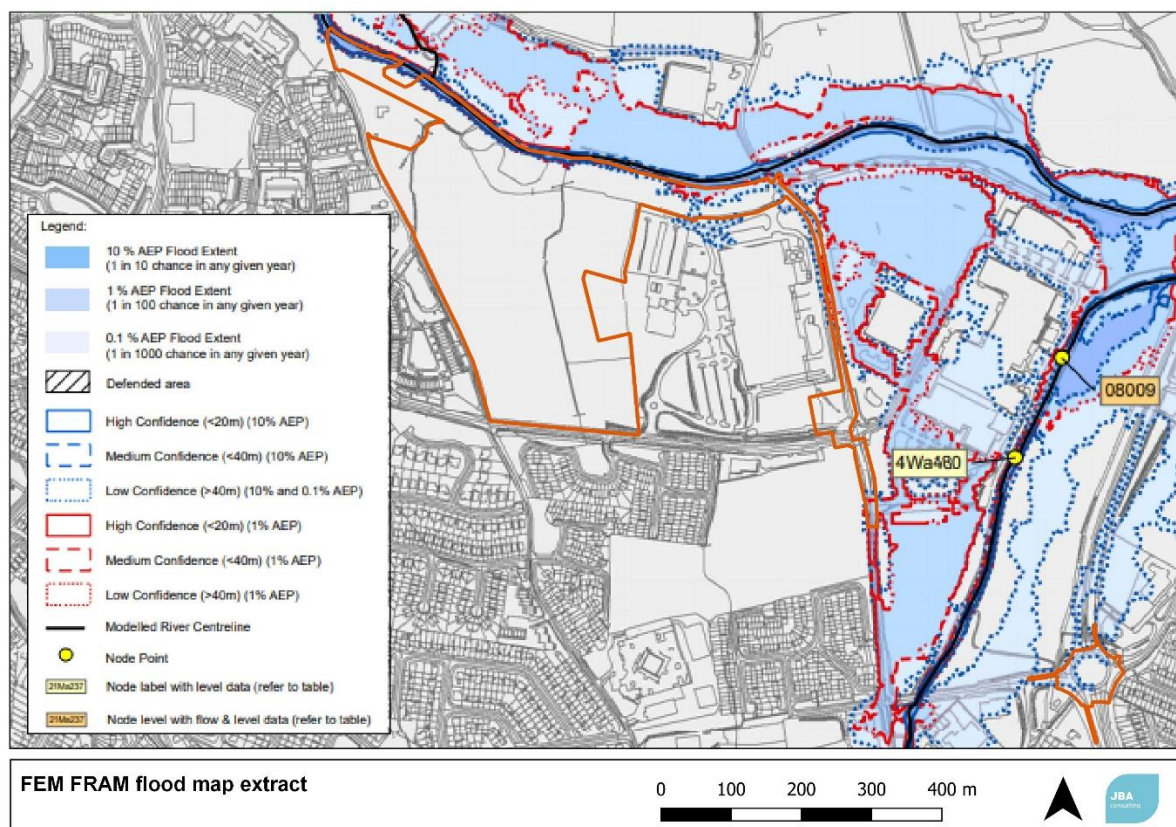 08009
4Wa480
Legend:
10 % AEP Flood Extent
(1 in 10 chance in any given year)
1 % AEP Flood Extent
(1 in 100 chance in any given year)
0.1 % AEP Flood Extent
(1 in 1000 chance in any given year)
Defended area
High Confidence (<20m) (10% AEP)
Medium Confidence (<40m) (10% AEP)
Low Confidence (>40m) (10% and 0.1% AEP)
High Confidence (<20m) (1% AEP)
Medium Confidence (<40m) (1% AEP)
Low Confidence (>40m) (1% AEP)
Modelled River Centreline
Node Point
21Ma237 Node label with level data (refer to table)
21Ma237 Node level with flow & level data (refer to table)
FEM FRAM flood map extract
0 100 200 300 400 m
JBA
consulting